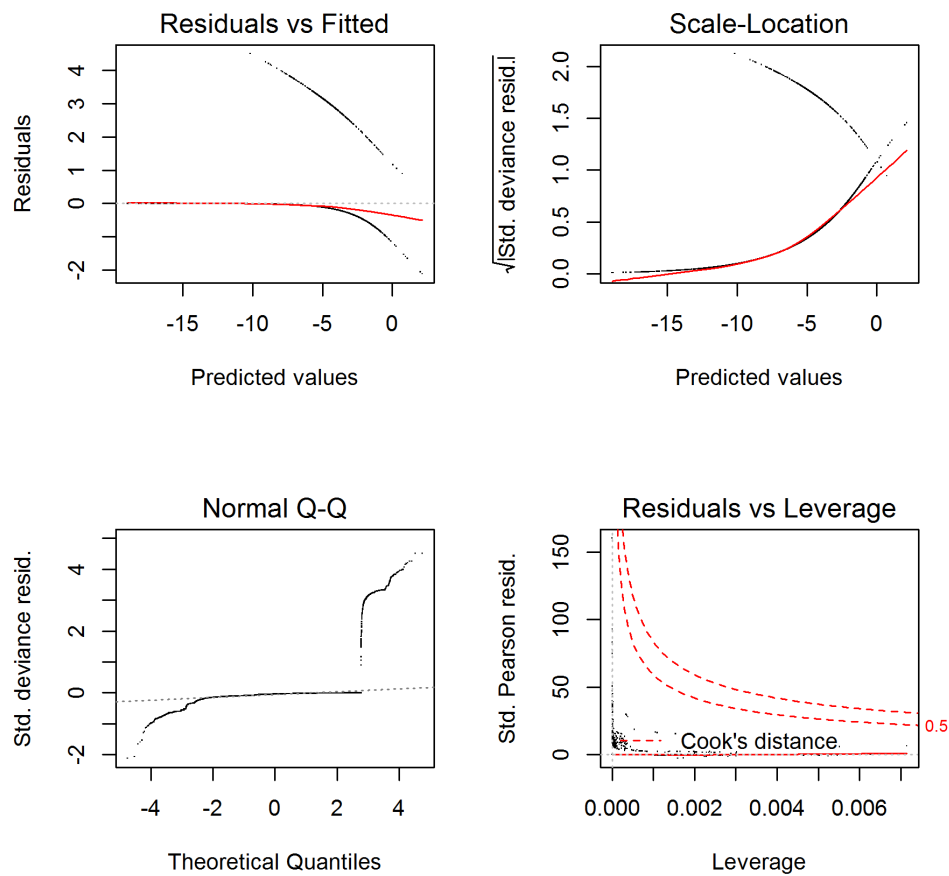 Residuals vs Fitted
Residuals
4
3
2
1
0
-2
-15
-10
-5
0
Predicted values
Scale-Location
√|Std. deviance resid.|
2.0
1.5
1.0
0.5
0.0
-15
-10
-5
0
Predicted values
Normal Q-Q
Std. deviance resid.
4
2
0
-2
-4
-2
0
2
4
Theoretical Quantiles
Residuals vs Leverage
Std. Pearson resid.
150
100
50
0
0.5
Cook's distance
0.000
0.002
0.004
0.006
Leverage